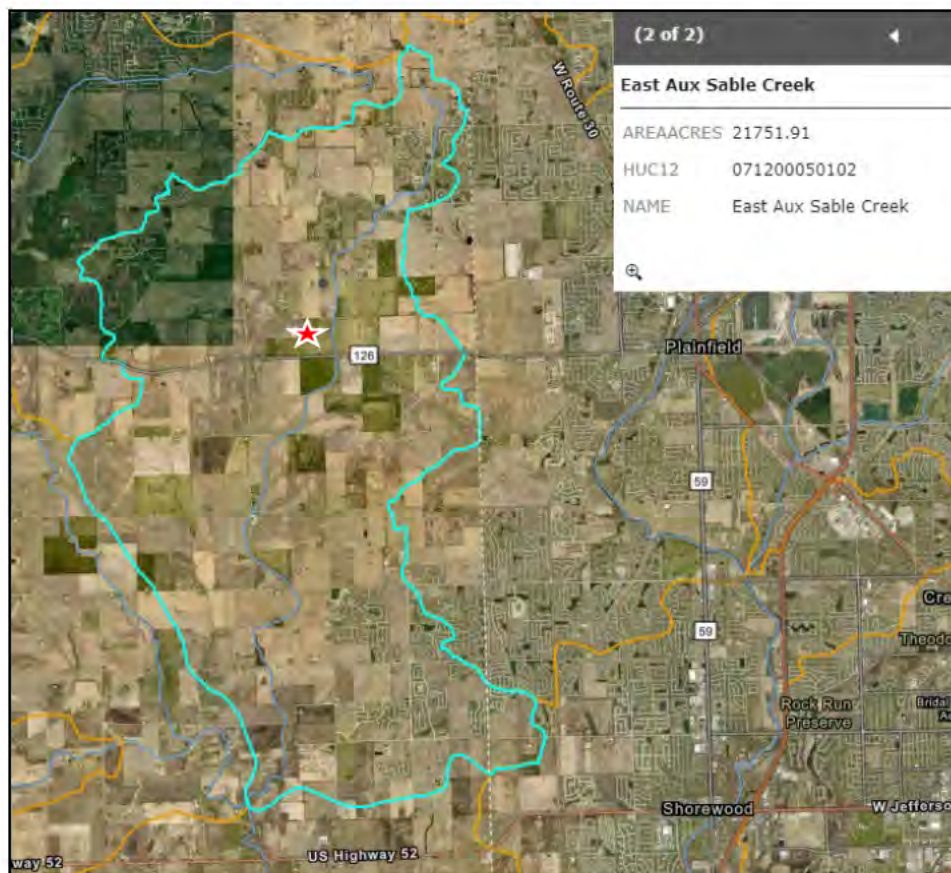 (2 of 2)
East Aux Sable Creek
AREAACRES 21751.91
HUC12 071200050102
NAME East Aux Sable Creek
W Route 30
Plainfield
126
59
Cre
Theodo
59
Rock Run
Preserve
Bridal
Shorewood
W Jefferso
US Highway 52
way 52